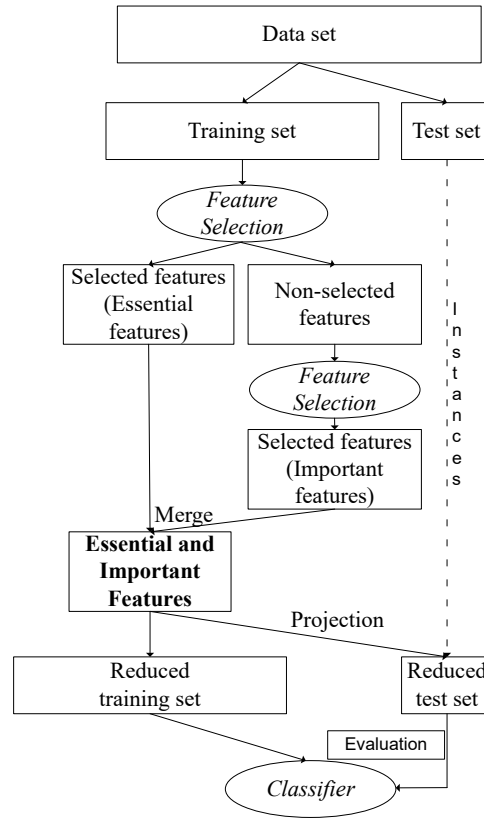 Data set
Training set
Test set
Feature
Selection
Selected features
(Essential
features)
Non-selected
features
Instances
Feature
Selection
Selected features
(Important
features)
Merge
Essential and
Important
Features
Projection
Reduced
training set
Reduced
test set
Evaluation
Classifier